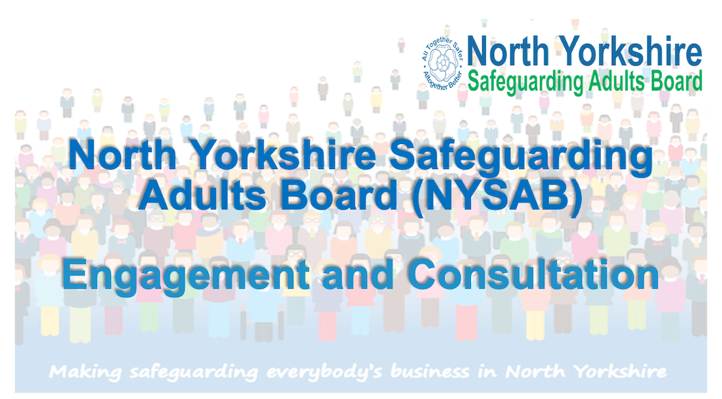 All Together Safer
Altogether Better
North Yorkshire
Safeguarding Adults Board
North Yorkshire Safeguarding
Adults Board (NYSAB)
Engagement and Consultation
Making safeguarding everybody's business in North Yorkshire